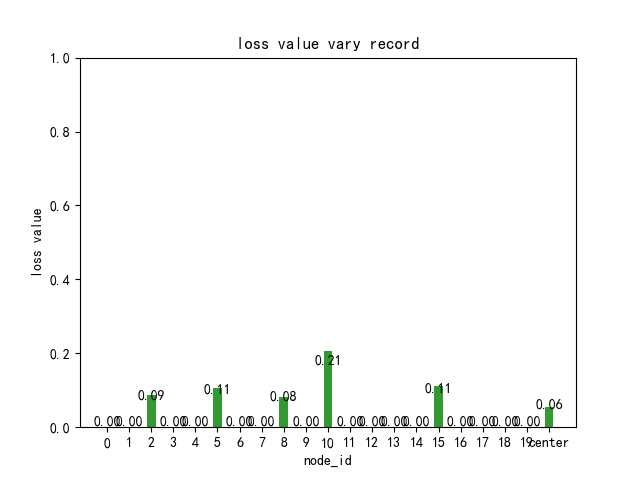 loss value vary record
1.0
0.8
0.6
0.4
0.2
0.0
loss value
0.00 0.00 0.09 0.00 0.00 0.11 0.00 0.00 0.08 0.00 0.21 0.00 0.00 0.00 0.00 0.11 0.00 0.00 0.00 0.00 0.06
0 1 2 3 4 5 6 7 8 9 10 11 12 13 14 15 16 17 18 19 center
node_id